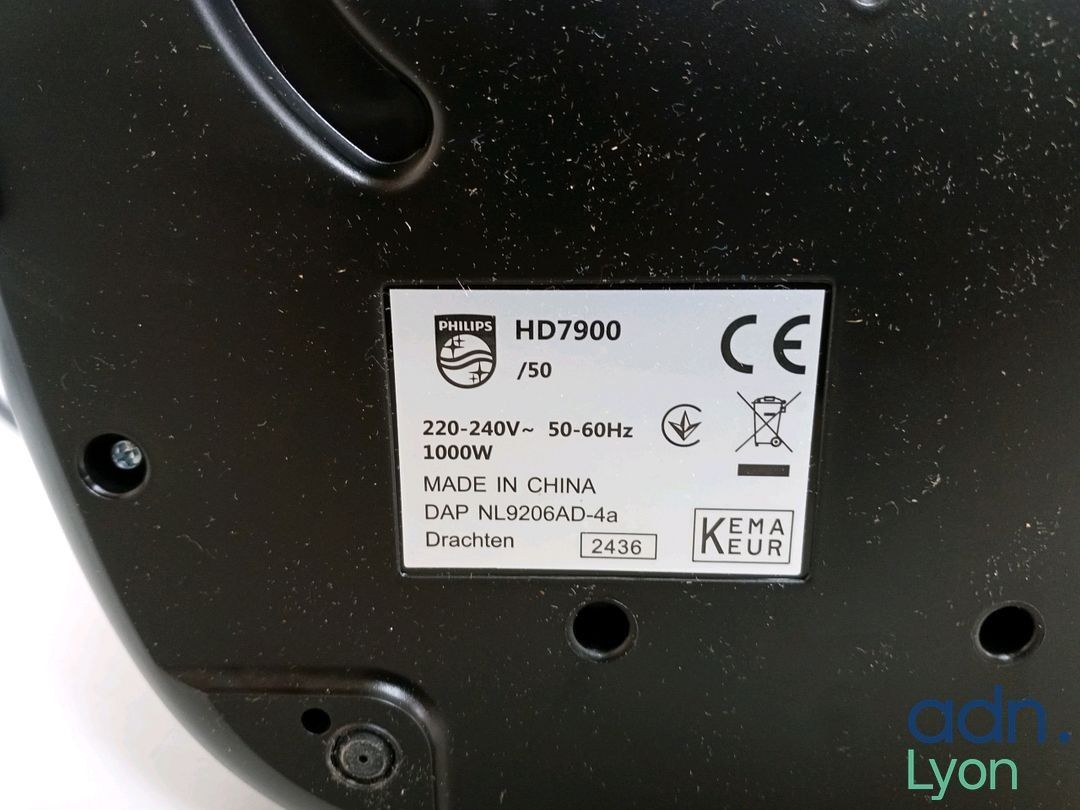 PHILIPS
HD7900
/50
CE
220-240V~ 50-60Hz
1000W
MADE IN CHINA
DAP NL9206AD-4a
Drachten
2436
KEMA
KEUR
adn.
Lyon